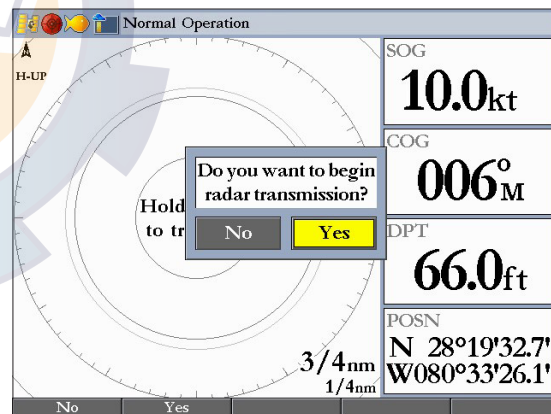 Normal Operation
H-UP
Hold
to tr
Do you want to begin
radar transmission?
No Yes
3/4nm
1/4nm
SOG
10.0kt
COG
006°M
DPT
66.0ft
POSN
N 28°19'32.7"
W080°33'26.1"
No Yes